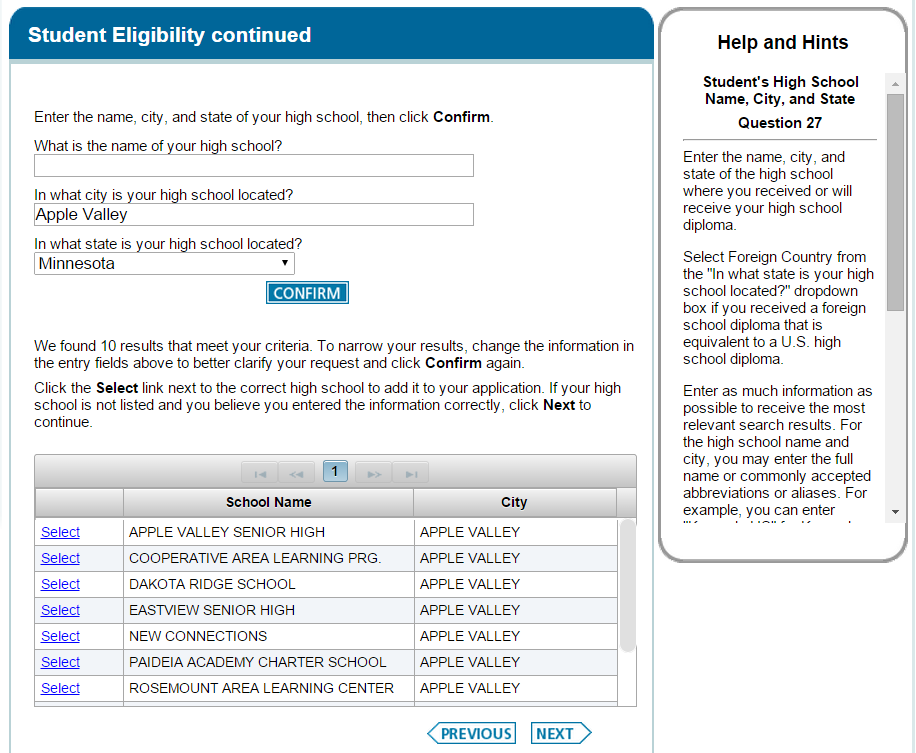 Student Eligibility continued
Enter the name, city, and state of your high school, then click Confirm.
What is the name of your high school?
In what city is your high school located?
Apple Valley
In what state is your high school located?
Minnesota
CONFIRM
We found 10 results that meet your criteria. To narrow your results, change the information in
the entry fields above to better clarify your request and click Confirm again.
Click the Select link next to the correct high school to add it to your application. If your high
school is not listed and you believe you entered the information correctly, click Next to
continue.
1
School Name City
Select APPLE VALLEY SENIOR HIGH APPLE VALLEY
Select COOPERATIVE AREA LEARNING PRG. APPLE VALLEY
Select DAKOTA RIDGE SCHOOL APPLE VALLEY
Select EASTVIEW SENIOR HIGH APPLE VALLEY
Select NEW CONNECTIONS APPLE VALLEY
Select PAIDEIA ACADEMY CHARTER SCHOOL APPLE VALLEY
Select ROSEMOUNT AREA LEARNING CENTER APPLE VALLEY
PREVIOUS NEXT
Help and Hints
Student's High School
Name, City, and State
Question 27
Enter the name, city, and
state of the high school
where you received or will
receive your high school
diploma.
Select Foreign Country from
the "In what state is your high
school located?" dropdown
box if you received a foreign
school diploma that is
equivalent to a U.S. high
school diploma.
Enter as much information as
possible to receive the most
relevant search results. For
the high school name and
city, you may enter the full
name or commonly accepted
abbreviations or aliases. For
example, you can enter